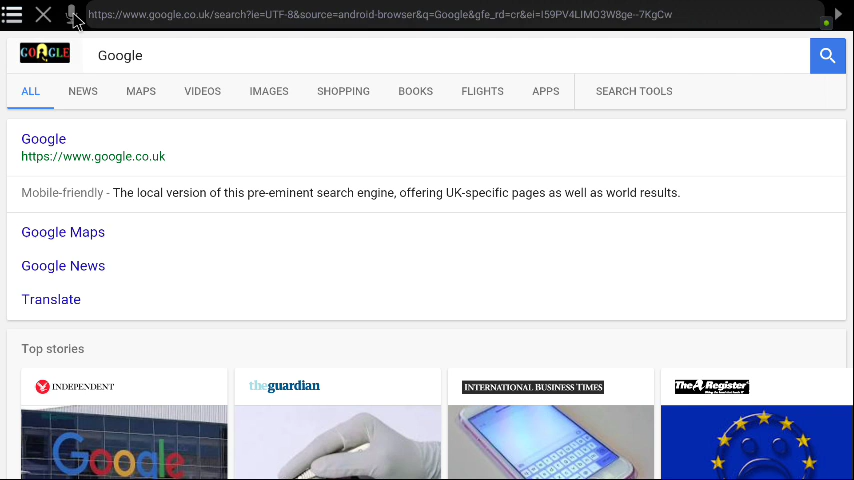 https://www.google.co.uk/search?ie=UTF-8&source=android-browser&q=Google&gfe_rd=cr&ei=I59PV4LIMO3W8ge--7KgCw
GOOGLE Google
ALL NEWS MAPS VIDEOS IMAGES SHOPPING BOOKS FLIGHTS APPS SEARCH TOOLS
Google
https://www.google.co.uk
Mobile-friendly - The local version of this pre-eminent search engine, offering UK-specific pages as well as world results.
Google Maps
Google News
Translate
Top stories
INDEPENDENT theguardian INTERNATIONAL BUSINESS TIMES The A Register
Google